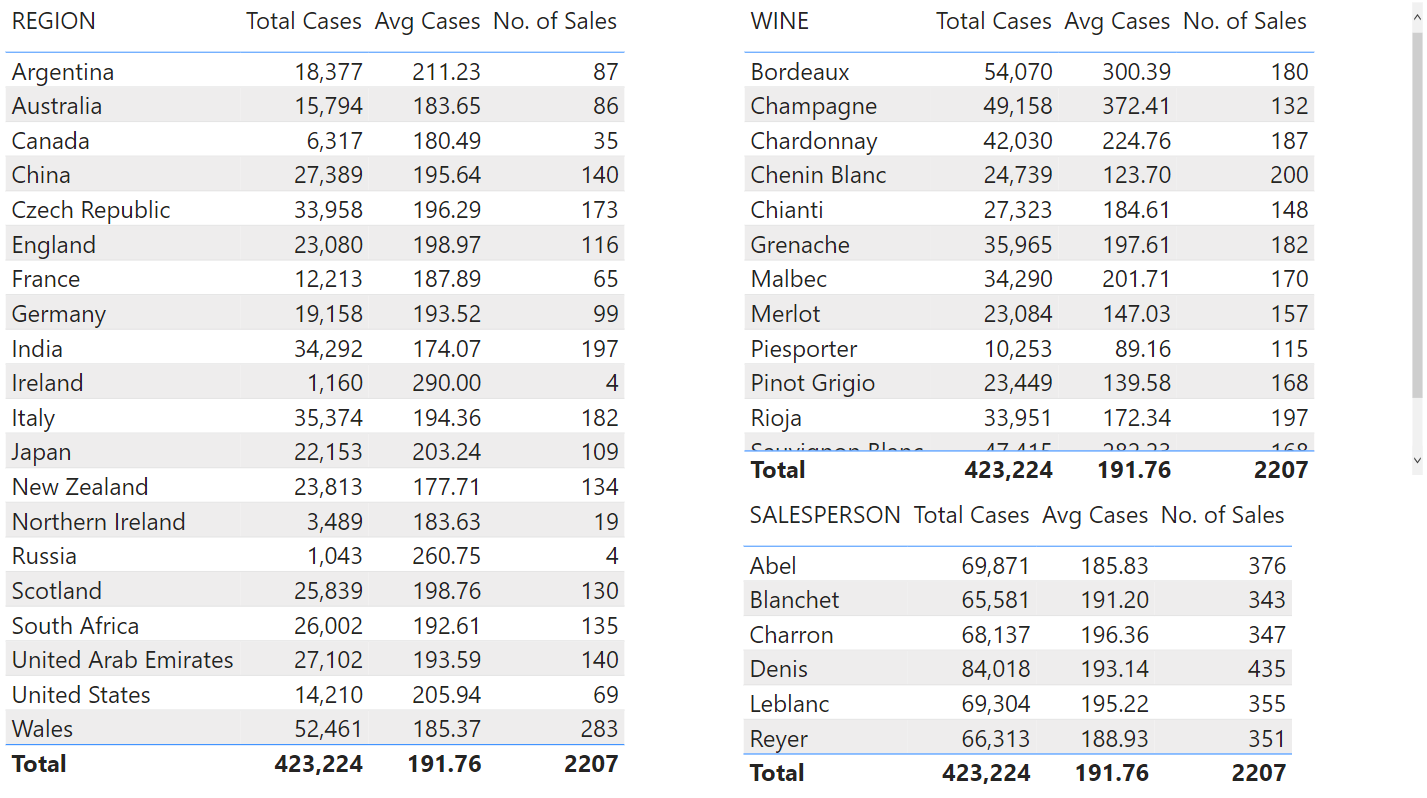 REGION Total Cases Avg Cases No. of Sales
Argentina 18,377 211.23 87
Australia 15,794 183.65 86
Canada 6,317 180.49 35
China 27,389 195.64 140
Czech Republic 33,958 196.29 173
England 23,080 198.97 116
France 12,213 187.89 65
Germany 19,158 193.52 99
India 34,292 174.07 197
Ireland 1,160 290.00 4
Italy 35,374 194.36 182
Japan 22,153 203.24 109
New Zealand 23,813 177.71 134
Northern Ireland 3,489 183.63 19
Russia 1,043 260.75 4
Scotland 25,839 198.76 130
South Africa 26,002 192.61 135
United Arab Emirates 27,102 193.59 140
United States 14,210 205.94 69
Wales 52,461 185.37 283
Total 423,224 191.76 2207
WINE Total Cases Avg Cases No. of Sales
Bordeaux 54,070 300.39 180
Champagne 49,158 372.41 132
Chardonnay 42,030 224.76 187
Chenin Blanc 24,739 123.70 200
Chianti 27,323 184.61 148
Grenache 35,965 197.61 182
Malbec 34,290 201.71 170
Merlot 23,084 147.03 157
Piesporter 10,253 89.16 115
Pinot Grigio 23,449 139.58 168
Rioja 33,951 172.34 197
Sauvignon Blanc
Total 423,224 191.76 2207
SALESPERSON Total Cases Avg Cases No. of Sales
Abel 69,871 185.83 376
Blanchet 65,581 191.20 343
Charron 68,137 196.36 347
Denis 84,018 193.14 435
Leblanc 69,304 195.22 355
Reyer 66,313 188.93 351
Total 423,224 191.76 2207